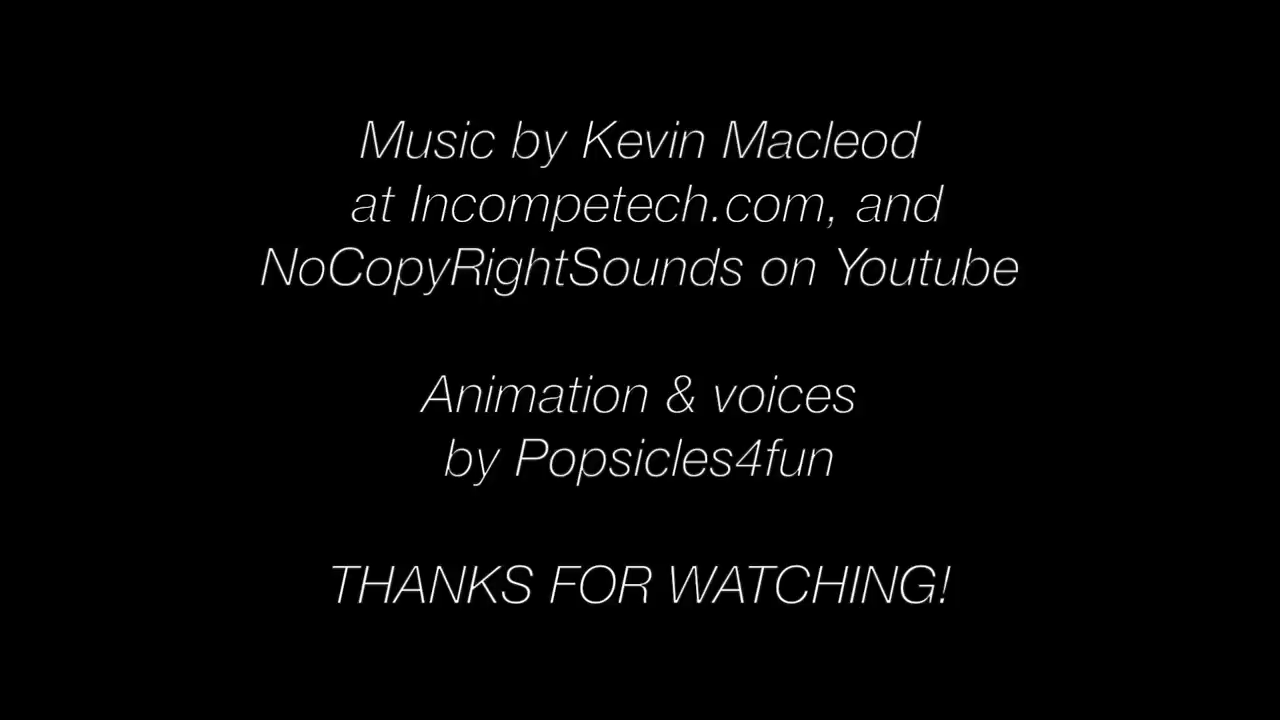 Music by Kevin Macleod
at Incompetech.com, and
NoCopyRightSounds on Youtube
Animation & voices
by Popsicles4fun
THANKS FOR WATCHING!